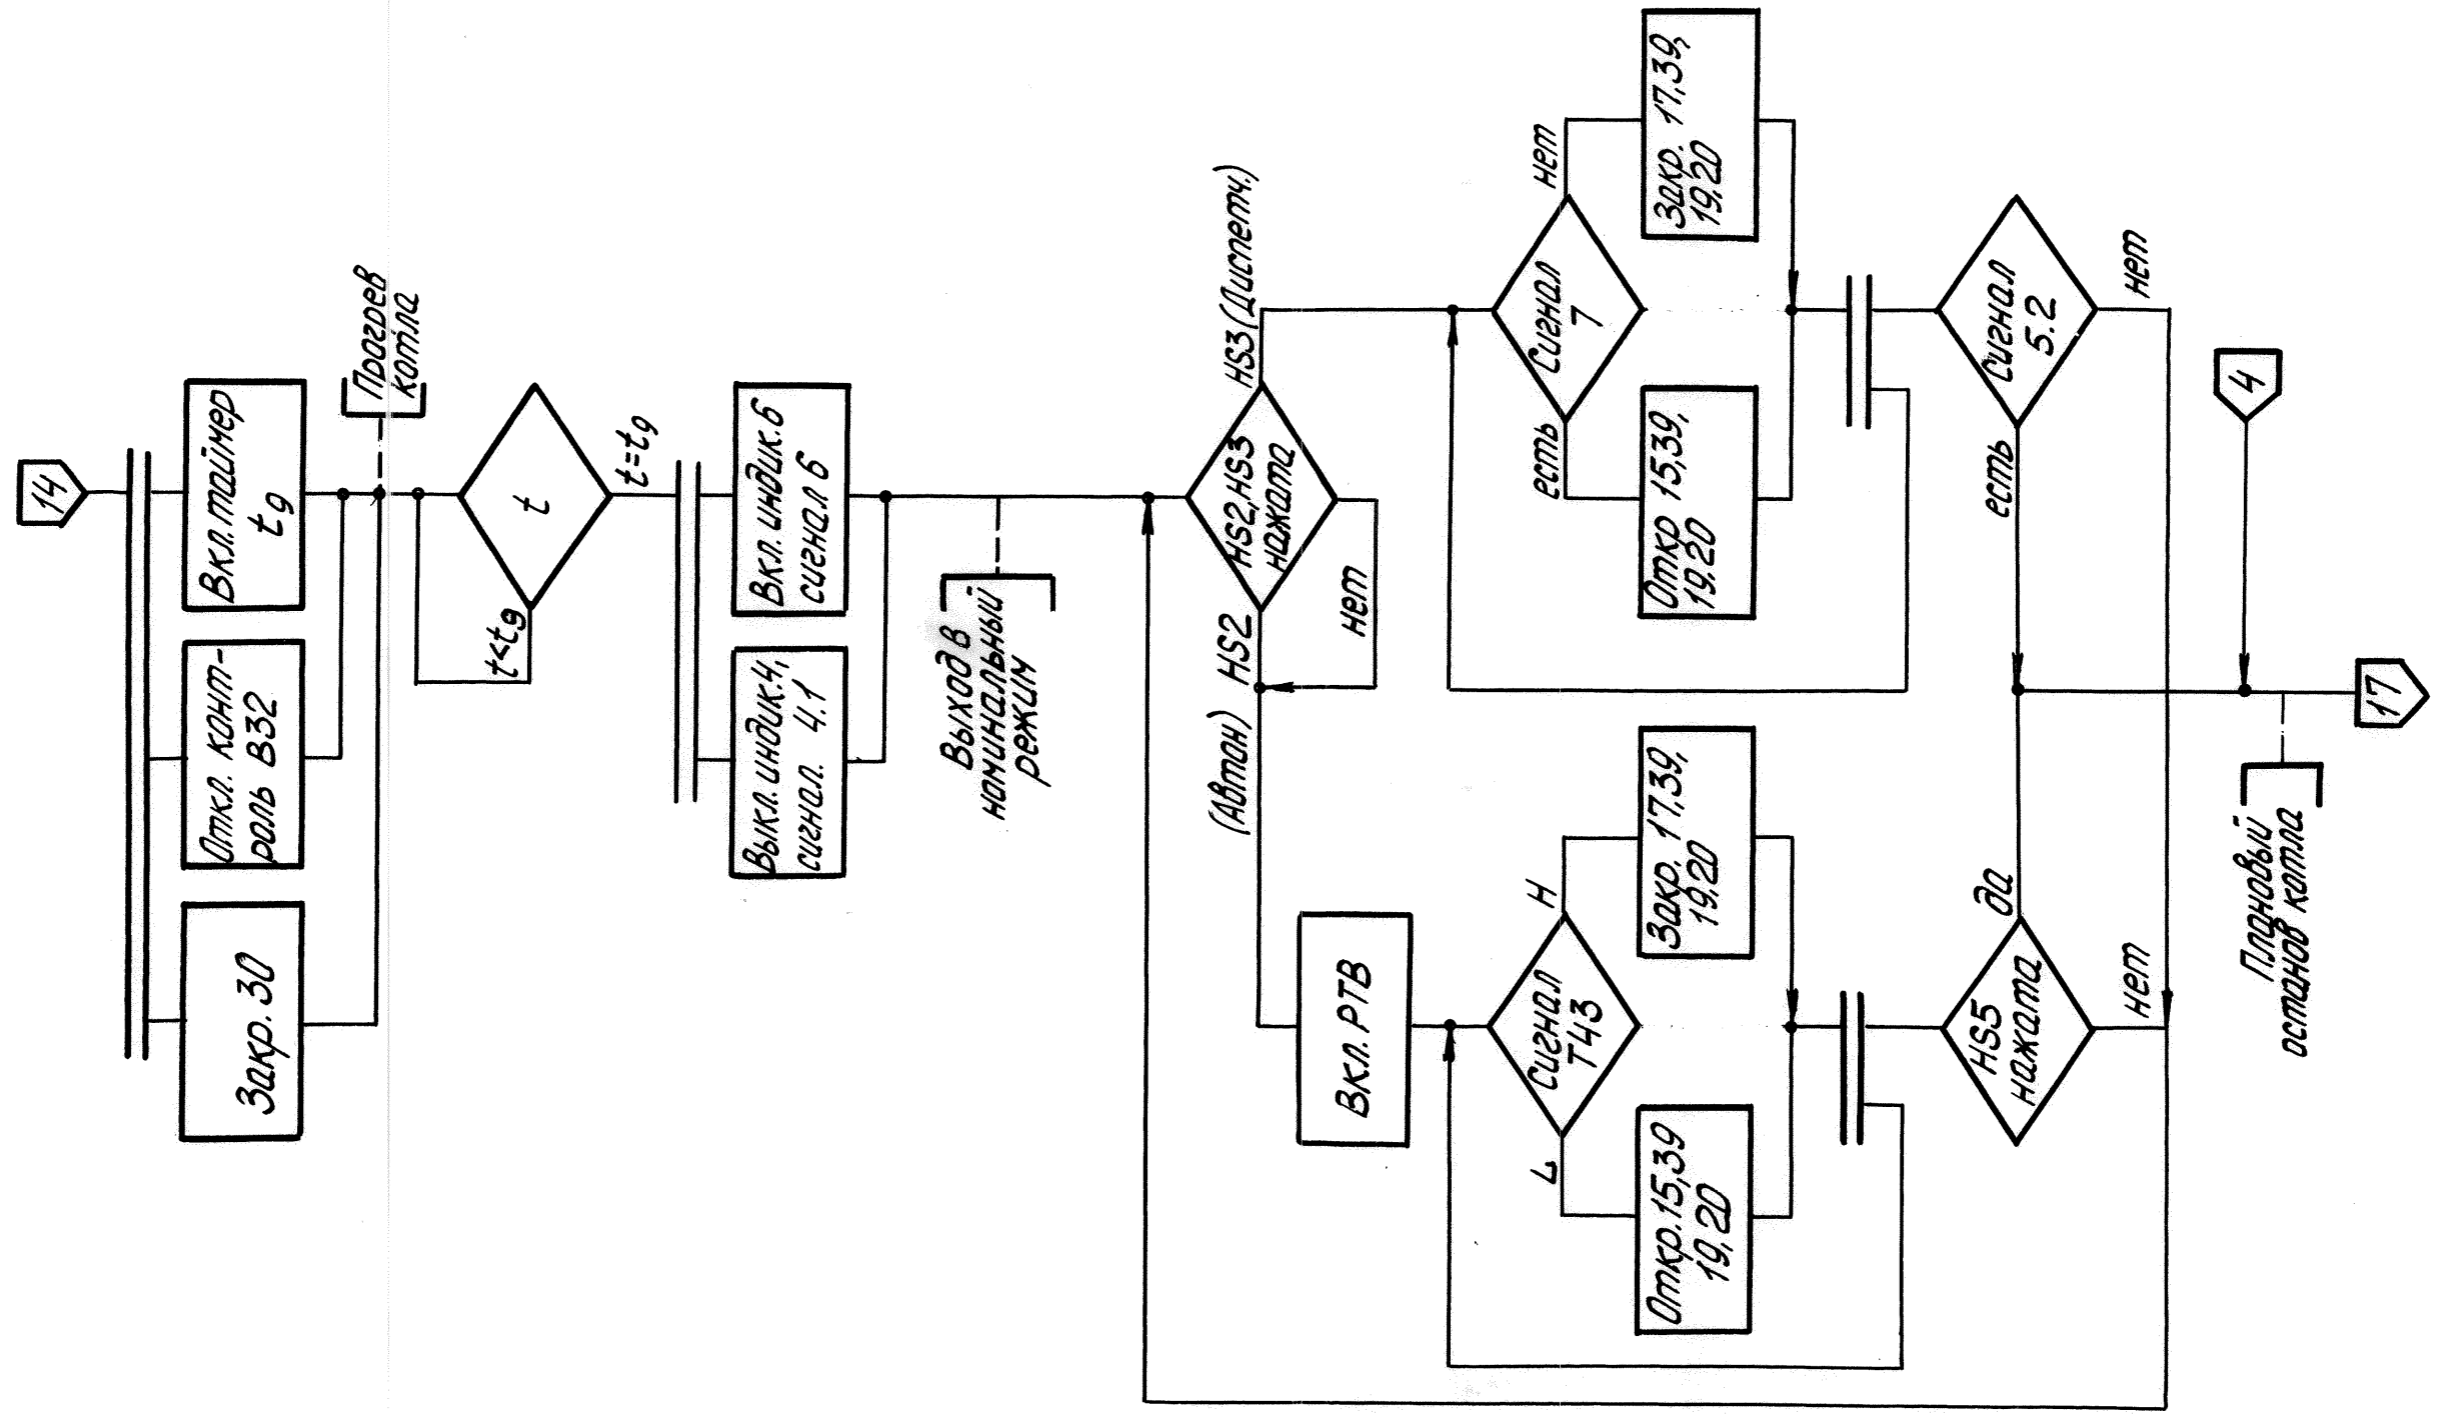 14
Закр. 30
Откл. конт-
роль В32
Вкл. таймер
t9
Прогрев
котла
t
t<t9
t=t9
Выкл. индик.4,
сигнал. 4.1
Вкл. индик.6
сигнал 6
Выход в
номинальный
режим
HS2,HS3
нажата
HS2
(Автон)
HS3 (Диспетч.)
нет
Вкл. РТВ
Сигнал
Т43
L
H
Откр. 15,39
19, 20
Закр. 17,39,
19,20
Сигнал
7
есть
нет
Откр 15,39,
19,20
Закр. 17,39,
19,20
HS5
нажата
да
нет
Сигнал
5.2
есть
нет
4
Плановый
останов котла
17